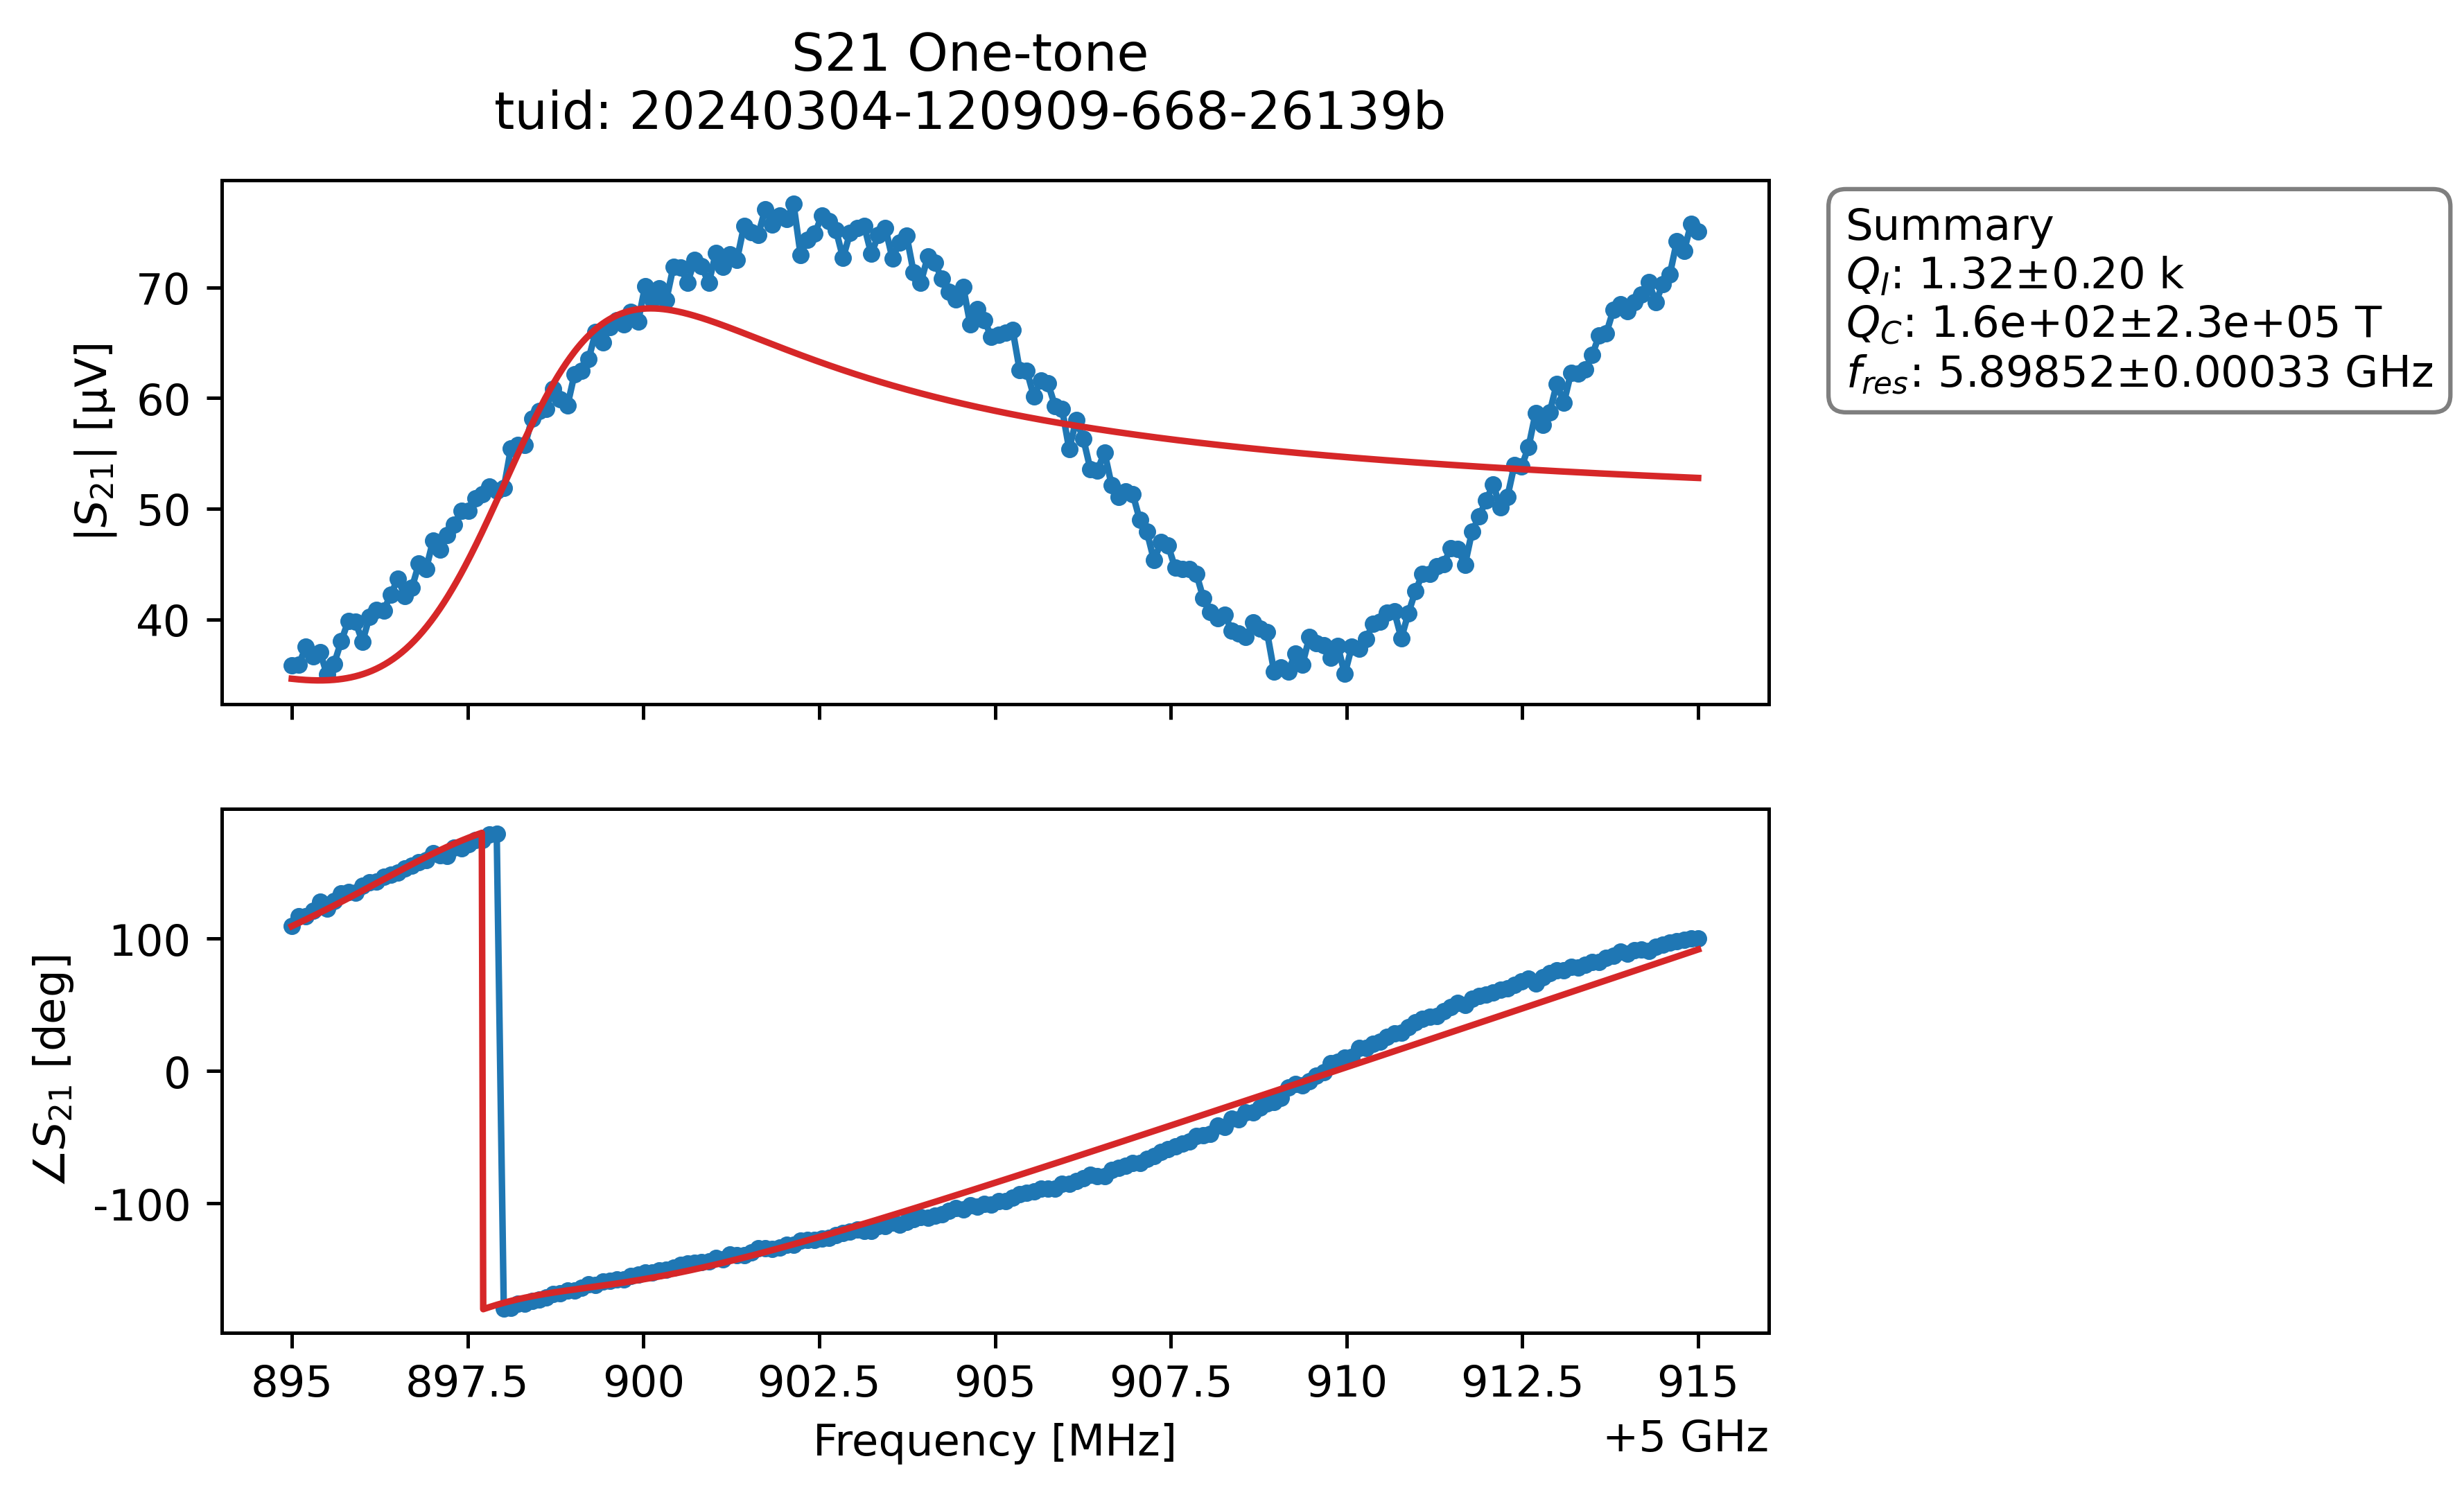 S21 One-tone
tuid: 20240304-120909-668-26139b
|S21| [µV]
70
60
50
40
Summary
QI: 1.32±0.20 k
QC: 1.6e+02±2.3e+05 T
fres: 5.89852±0.00033 GHz
∠S21 [deg]
100
0
-100
895 897.5 900 902.5 905 907.5 910 912.5 915
Frequency [MHz]
+5 GHz